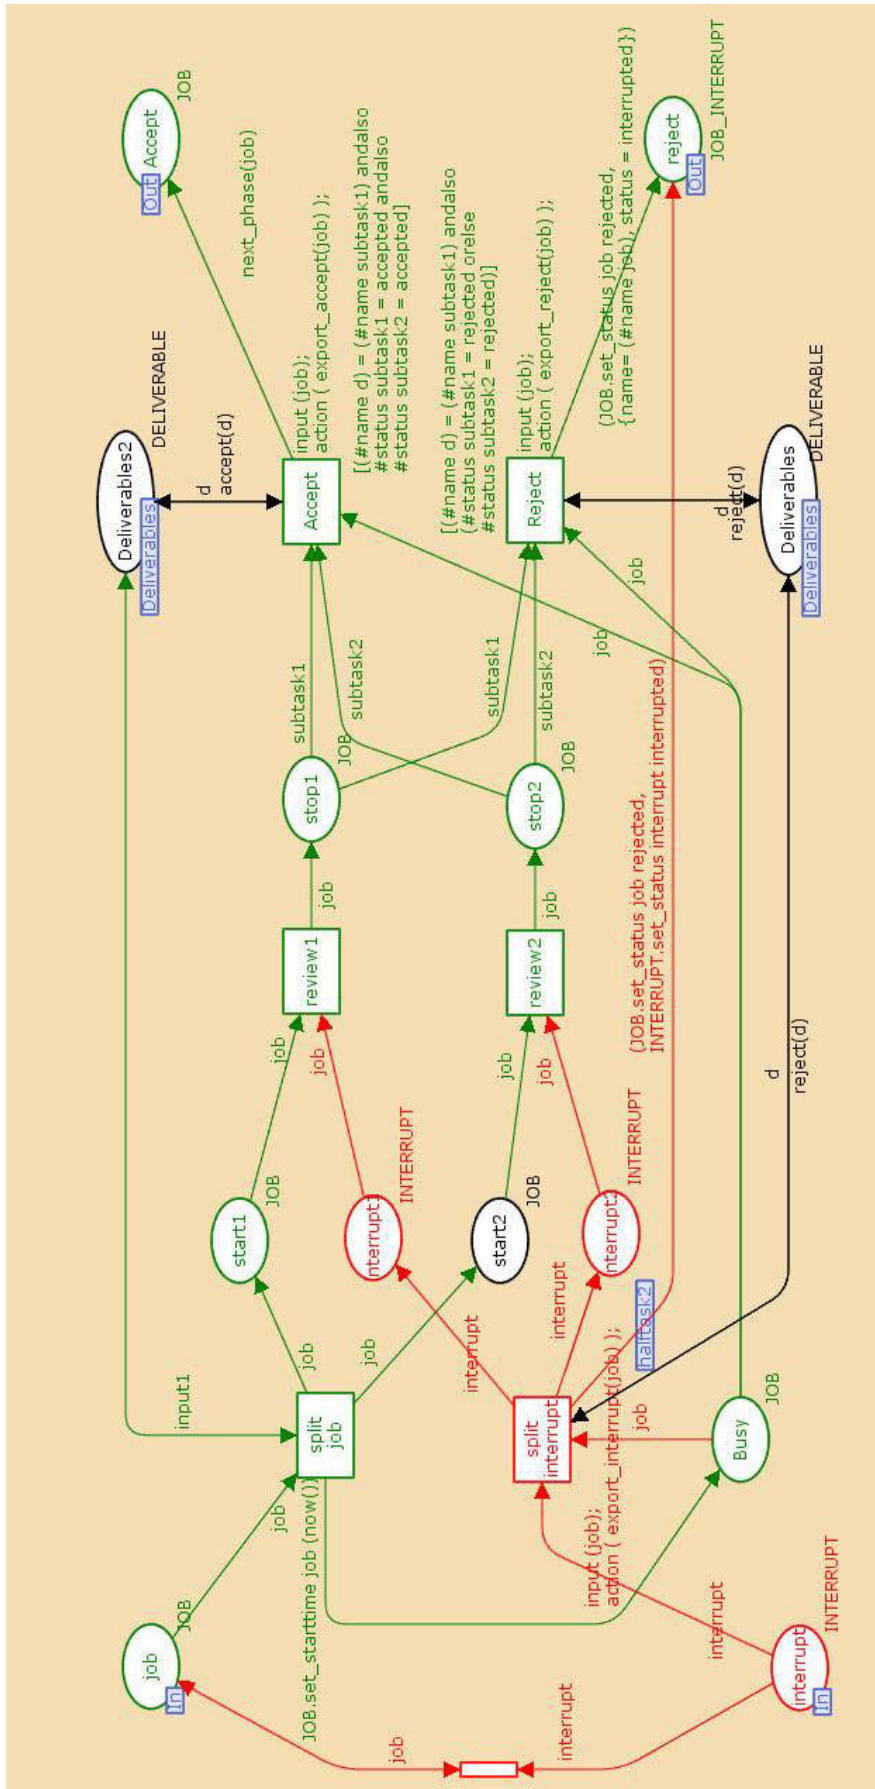 Deliverables2
Deliverables
DELIVERABLE
input1
d
accept(d)
job
In
JOB
Accept
Out
JOB
next_phase(job)
job
start1
JOB
job
job
split
job
JOB.set_starttime job (now())
job
job
review1
job
stop1
JOB
subtask1
subtask2
Accept
input (job);
action ( export_accept(job) );
[(#name d) = (#name subtask1) andalso
#status subtask1 = accepted andalso
#status subtask2 = accepted]
nterrupt1
INTERRUPT
interrupt
job
interrupt
start2
JOB
job
job
review2
job
stop2
JOB
subtask1
subtask2
[(#name d) = (#name subtask1) andalso
(#status subtask1 = rejected orelse
#status subtask2 = rejected)]
Reject
input (job);
action ( export_reject(job) );
split
interrupt
input (job);
action ( export_interrupt(job) );
interrupt
nterrupt2
INTERRUPT
halftask2
job
job
job
(JOB.set_status job rejected,
{name= (#name job), status = interrupted})
(JOB.set_status job rejected,
INTERRUPT.set_status interrupt interrupted)
reject
Out
JOB_INTERRUPT
interrupt
Busy
JOB
d
reject(d)
interrupt
In
INTERRUPT
d
reject(d)
Deliverables
Deliverables
DELIVERABLE